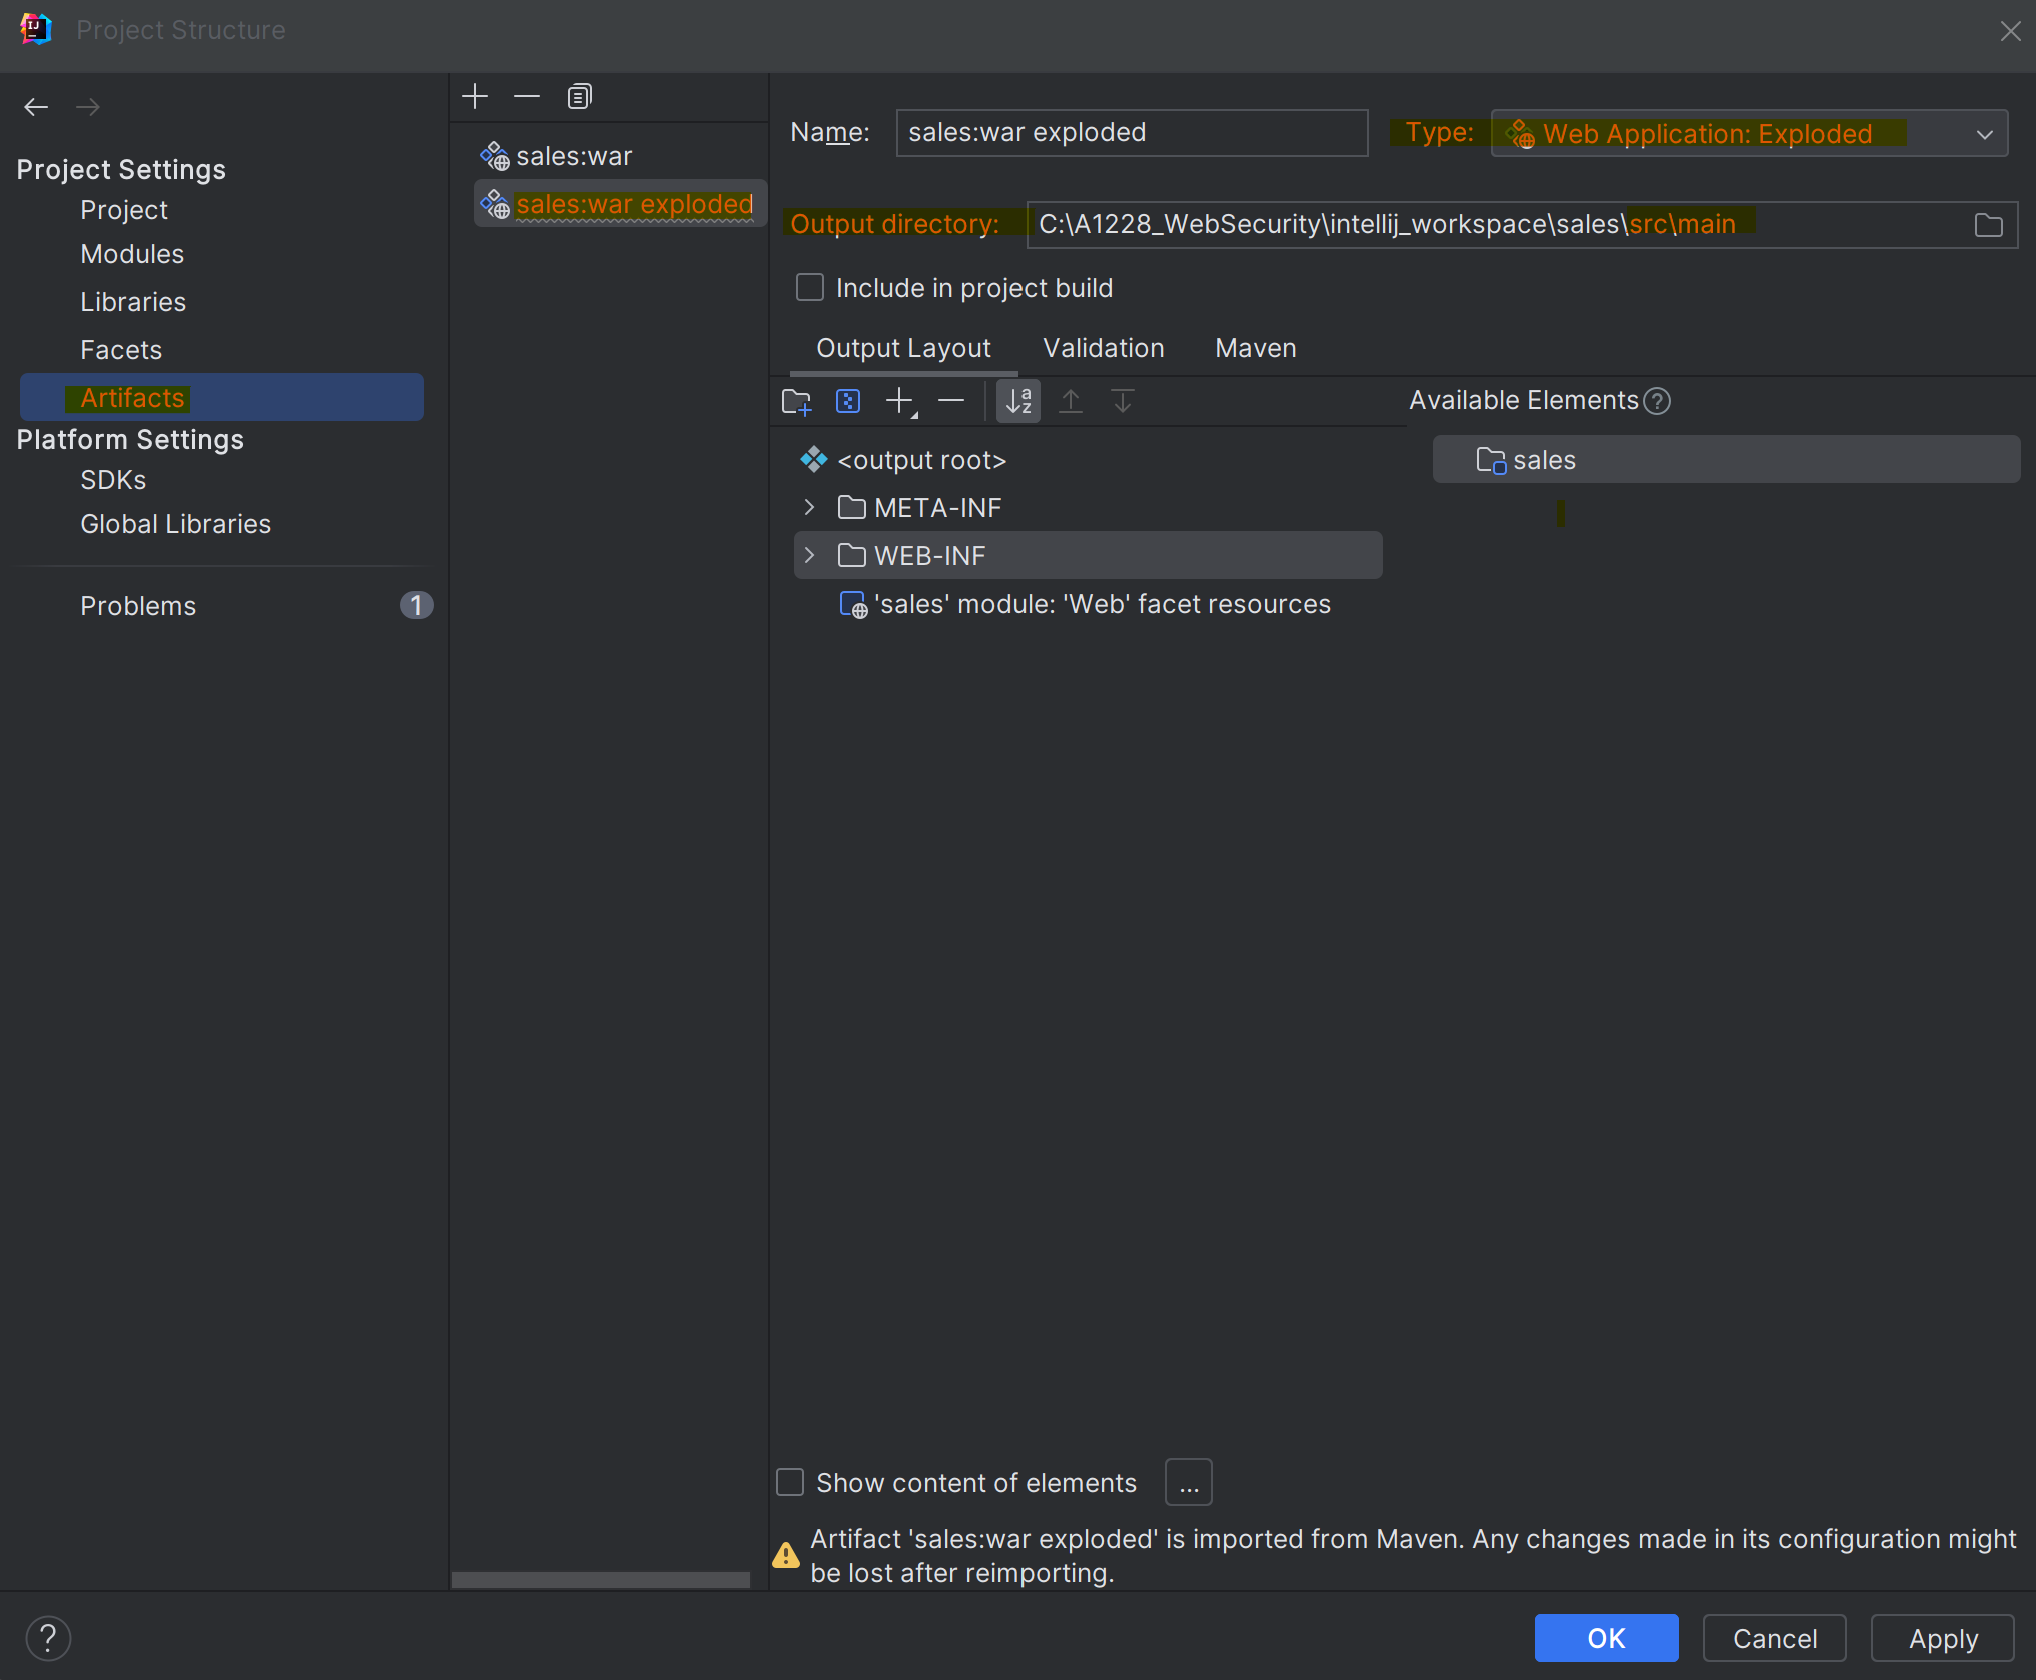 Project Structure
Project Settings
Project
Modules
Libraries
Facets
Artifacts
Platform Settings
SDKs
Global Libraries
Problems 1
sales:war
sales:war exploded
Name: sales:war exploded
Type: Web Application: Exploded
Output directory: C:\A1228_WebSecurity\intellij_workspace\sales\src\main
Include in project build
Output Layout Validation Maven
Available Elements
<output root>
META-INF
WEB-INF
'sales' module: 'Web' facet resources
sales
Show content of elements ...
Artifact 'sales:war exploded' is imported from Maven. Any changes made in its configuration might
be lost after reimporting.
OK Cancel Apply